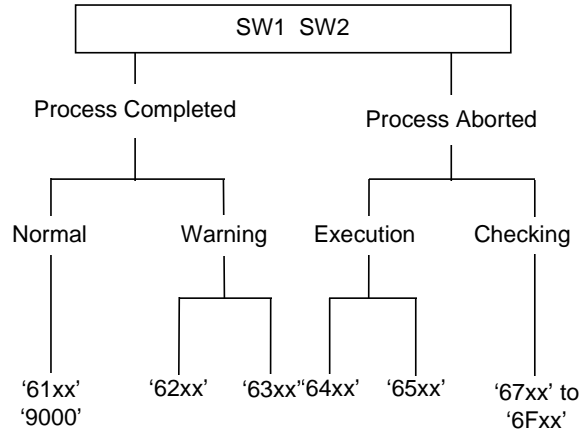 SW1 SW2
Process Completed
Process Aborted
Normal Warning Execution Checking
‘61xx’ ‘62xx’ ‘63xx’ ‘64xx’ ‘65xx’ ‘67xx’ to
‘9000’ ‘6Fxx’